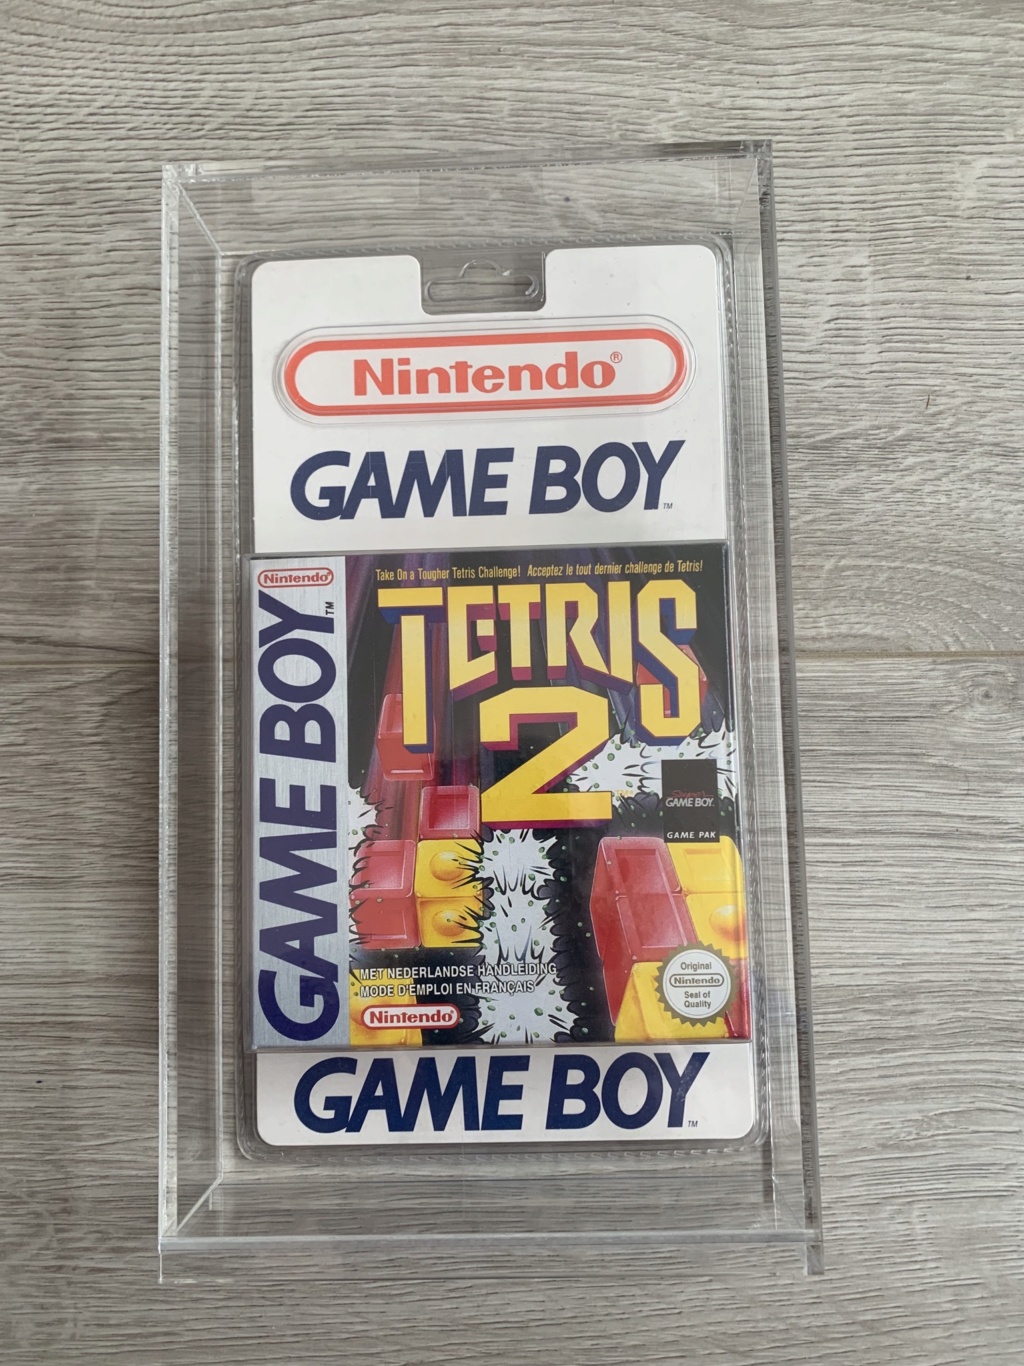 Nintendo®
GAME BOY™
Nintendo®
GAME BOY™
Take On a Tougher Tetris Challenge! Acceptez le tout dernier challenge de Tetris!
TETRIS
2™
Super
GAME BOY
GAME PAK
MET NEDERLANDSE HANDLEIDING
MODE D'EMPLOI EN FRANÇAIS
Nintendo®
Original
Nintendo
Seal of
Quality
GAME BOY™